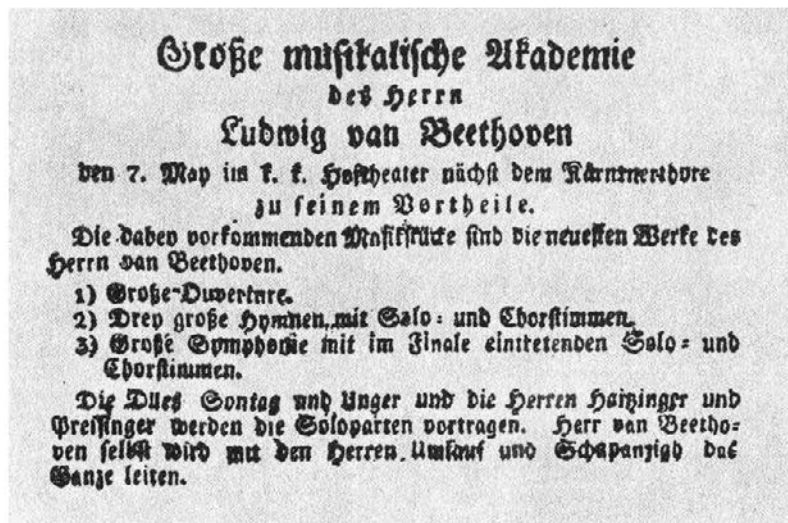 Große musikalische Akademie
des Herrn
Ludwig van Beethoven
den 7. May im k. k. Hoftheater nächst dem Kärntnerthore
zu seinem Vortheile.
Die dabey vorkommenden Musikstücke sind die neuesten Werke des
Herrn van Beethoven.
1) Große-Ouverture.
2) Drey große Hymnen, mit Solo- und Chorstimmen.
3) Große Symphonie mit im Finale eintretenden Solo- und
Chorstimmen.
Die Dlles Sontag und Unger und die Herren Haitzinger und
Preisinger werden die Soloparten vortragen. Herr van Beetho-
ven selbst wird mit den Herren Umlauf und Schupanzigh das
Ganze leiten.